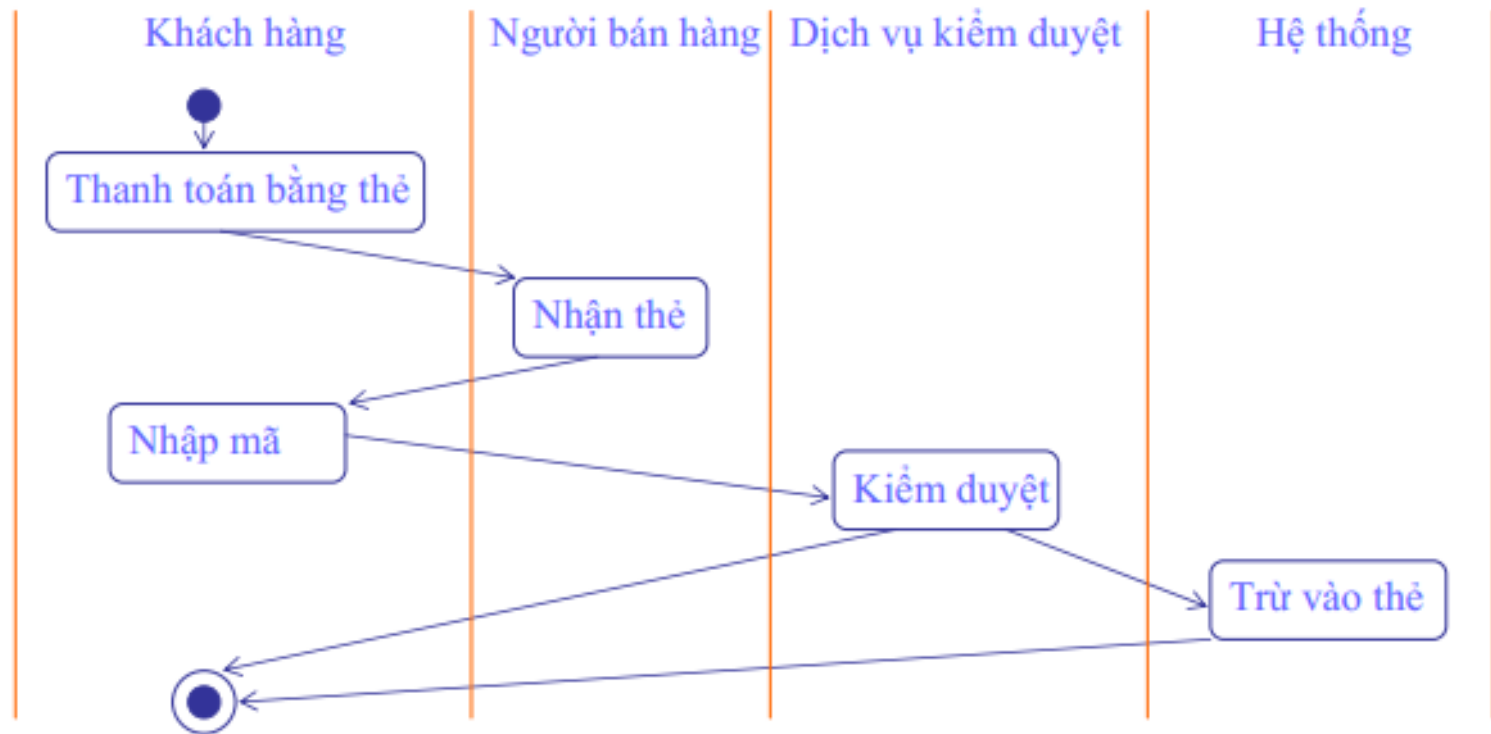 Khách hàng
Người bán hàng
Dịch vụ kiểm duyệt
Hệ thống
Thanh toán bằng thẻ
Nhận thẻ
Nhập mã
Kiểm duyệt
Trừ vào thẻ